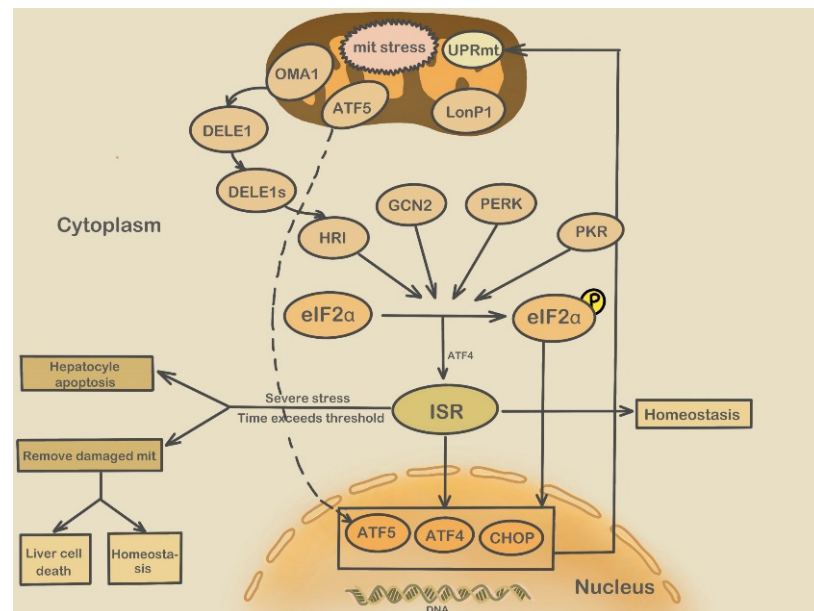 mit stress
UPRmt
OMA1
ATF5
LonP1
DELE1
DELE1s
Cytoplasm
GCN2
PERK
HRI
PKR
eIF2α
eIF2α
P
ATF4
Hepatocyle
apoptosis
Severe stress
Time exceeds threshold
ISR
Homeostasis
Remove damaged mit
Liver cell
death
Homeosta-
sis
ATF5
ATF4
CHOP
Nucleus
DNA